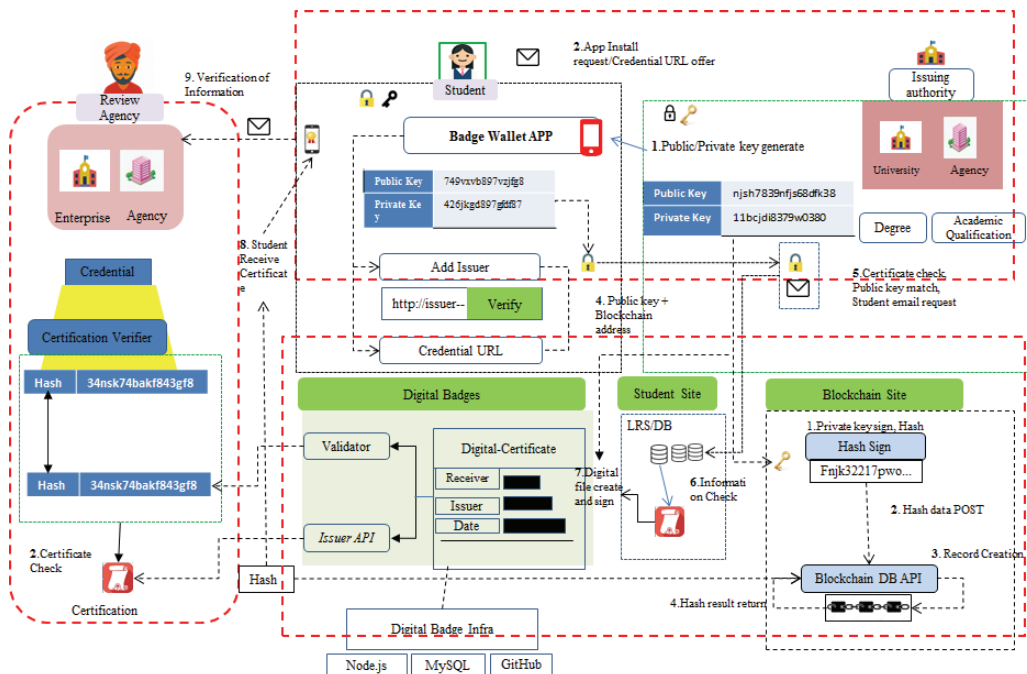 9. Verification of
Information
Review
Agency
Enterprise
Agency
Credential
Certification Verifier
Hash
34nsk74bakf843gf8
Hash
34nsk74bakf843gf8
2.Certificate
Check
Certification
8. Student
Receive
Certificat
e
Hash
Student
2.App Install
request/Credential URL offer
Badge Wallet APP
Public Key
749vxvb897vzjfg8
Private Ke
y
426jkgd897gfdf87
Add Issuer
http://issuer--
Verify
Credential URL
1.Public/Private key generate
Issuing
authority
University
Agency
Public Key
njsh7839nfjs68dfk38
Private Key
11bcjdi8379w0380
Degree
Academic
Qualification
5.Certificate check,
Public key match,
Student email request
4. Public key +
Blockchain
address
Digital Badges
Validator
Issuer API
Digital-Certificate
Receiver
Issuer
Date
Digital Badge Infra
Node.js
MySQL
GitHub
Student Site
LRS/DB
7.Digital
file create
and sign
6.Informati
on Check
Blockchain Site
1.Private key sign, Hash
Hash Sign
Fnjk32217pwo...
2. Hash data POST
3. Record Creation
Blockchain DB API
4.Hash result return